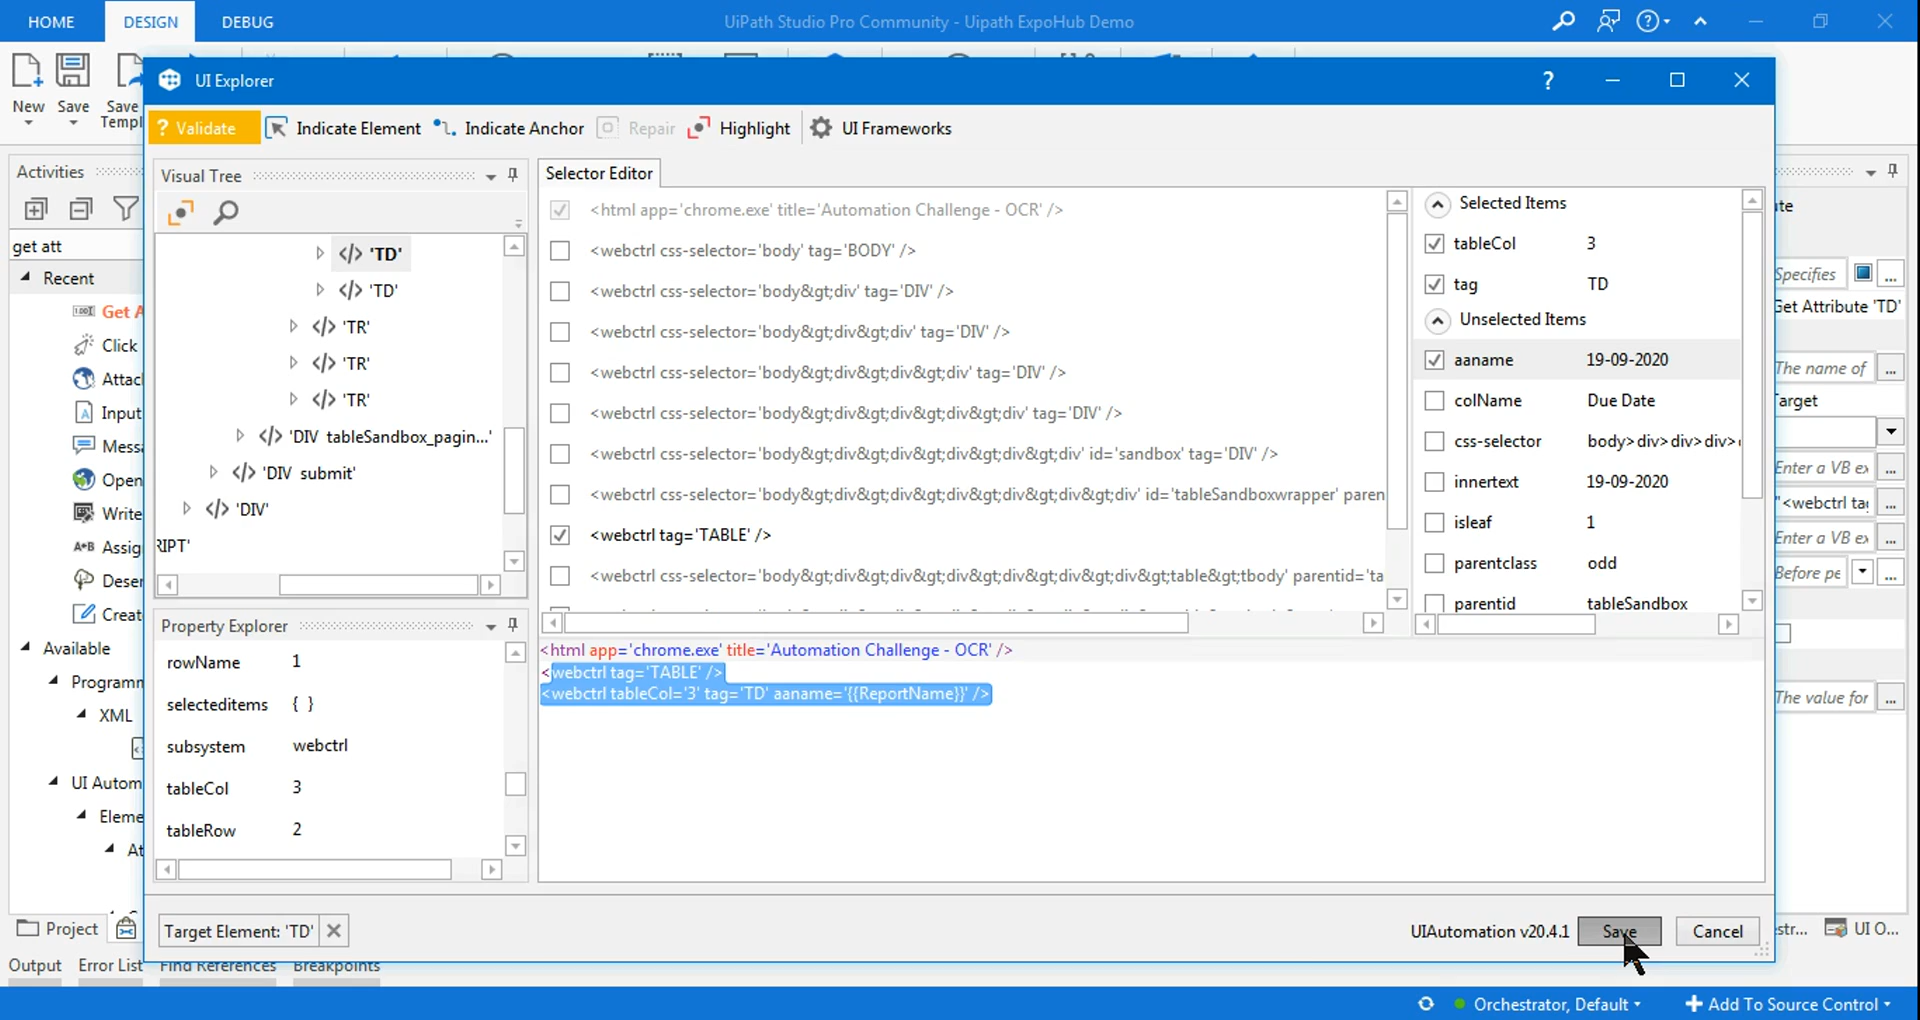 HOME DESIGN DEBUG UiPath Studio Pro Community - Uipath ExpoHub Demo
New Save Save
Templ
UI Explorer
? Validate Indicate Element Indicate Anchor Repair Highlight UI Frameworks
Activities
get att
Recent
Get A
Click
Attac
Input
Messa
Open
Write
A+B Assig
Deser
Creat
Available
Programm
XML
UI Autom
Eleme
At
Project
Visual Tree
</> 'TD'
</> 'TD'
</> 'TR'
</> 'TR'
</> 'TR'
</> 'DIV tableSandbox_pagin...'
</> 'DIV submit'
</> 'DIV'
RIPT'
Property Explorer
rowName 1
selecteditems { }
subsystem webctrl
tableCol 3
tableRow 2
Selector Editor
<html app='chrome.exe' title='Automation Challenge - OCR' />
<webctrl css-selector='body' tag='BODY' />
<webctrl css-selector='body&gt;div' tag='DIV' />
<webctrl css-selector='body&gt;div&gt;div' tag='DIV' />
<webctrl css-selector='body&gt;div&gt;div&gt;div' tag='DIV' />
<webctrl css-selector='body&gt;div&gt;div&gt;div&gt;div' tag='DIV' />
<webctrl css-selector='body&gt;div&gt;div&gt;div&gt;div&gt;div' id='sandbox' tag='DIV' />
<webctrl css-selector='body&gt;div&gt;div&gt;div&gt;div&gt;div&gt;div' id='tableSandboxwrapper' paren
<webctrl tag='TABLE' />
<webctrl css-selector='body&gt;div&gt;div&gt;div&gt;div&gt;div&gt;div&gt;table&gt;tbody' parentid='ta
Selected Items
tableCol 3
tag TD
Unselected Items
aaname 19-09-2020
colName Due Date
css-selector body>div>div>div>
innertext 19-09-2020
isleaf 1
parentclass odd
parentid tableSandbox
<html app='chrome.exe' title='Automation Challenge - OCR' />
<webctrl tag='TABLE' />
<webctrl tableCol='3' tag='TD' aaname='{{ReportName}}' />
Target Element: 'TD' UIAutomation v20.4.1 Save Cancel
ute
Specifies ...
Get Attribute 'TD'
The name of ...
Target
Enter a VB ex ...
"<webctrl tag ...
Enter a VB ex ...
Before pe ...
The value for ...
str... UI O...
Output Error List Find References Breakpoints
Orchestrator, Default Add To Source Control